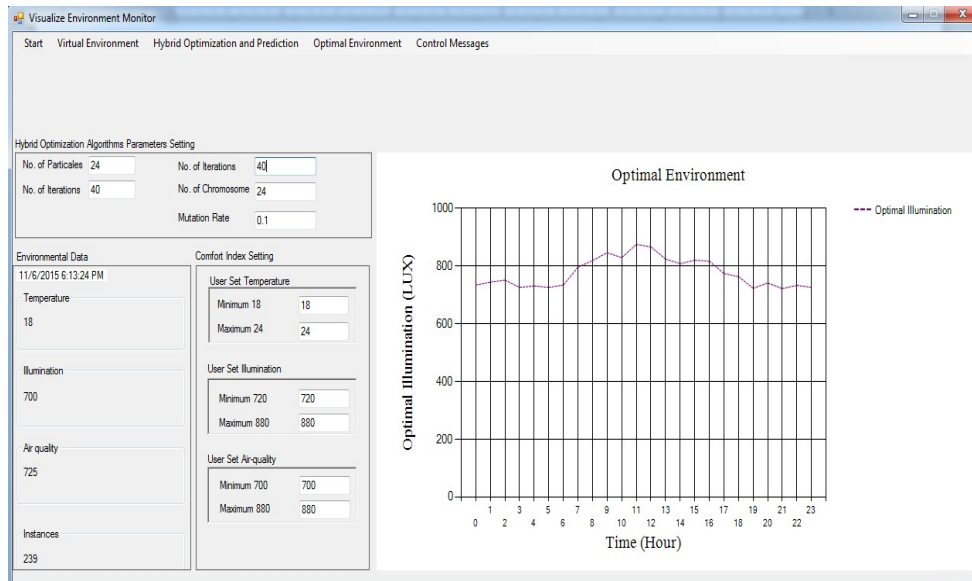 Visualize Environment Monitor
Start Virtual Environment Hybrid Optimization and Prediction Optimal Environment Control Messages
Hybrid Optimization Algorithms Parameters Setting
No. of Particales 24
No. of Iterations 40
No. of Iterations 40
No. of Chromosome 24
Mutation Rate 0.1
Environmental Data
11/6/2015 6:13:24 PM
Temperature
18
Illumination
700
Air quality
725
Instances
239
Comfort Index Setting
User Set Temperature
Minimum 18 18
Maximum 24 24
User Set Illumination
Minimum 720 720
Maximum 880 880
User Set Air-quality
Minimum 700 700
Maximum 880 880
Optimal Environment
Optimal Illumination
Optimal Illumination (LUX)
1000
800
600
400
200
0
1 3 5 7 9 11 13 15 17 19 21 23
0 2 4 6 8 10 12 14 16 18 20 22
Time (Hour)